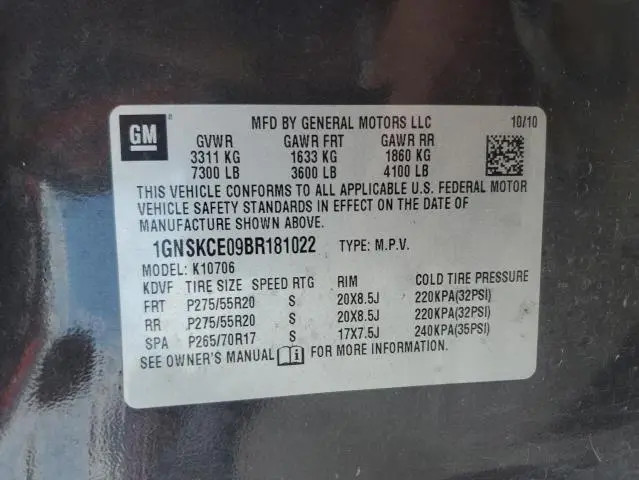 GM
MFD BY GENERAL MOTORS LLC 10/10
GVWR GAWR FRT GAWR RR
3311 KG 1633 KG 1860 KG
7300 LB 3600 LB 4100 LB
THIS VEHICLE CONFORMS TO ALL APPLICABLE U.S. FEDERAL MOTOR
VEHICLE SAFETY STANDARDS IN EFFECT ON THE DATE OF
MANUFACTURE SHOWN ABOVE.
1GNSKCE09BR181022 TYPE: M.P.V.
MODEL: K10706
KDVF TIRE SIZE SPEED RTG RIM COLD TIRE PRESSURE
FRT P275/55R20 S 20X8.5J 220KPA(32PSI)
RR P275/55R20 S 20X8.5J 220KPA(32PSI)
SPA P265/70R17 S 17X7.5J 240KPA(35PSI)
SEE OWNER'S MANUAL FOR MORE INFORMATION.